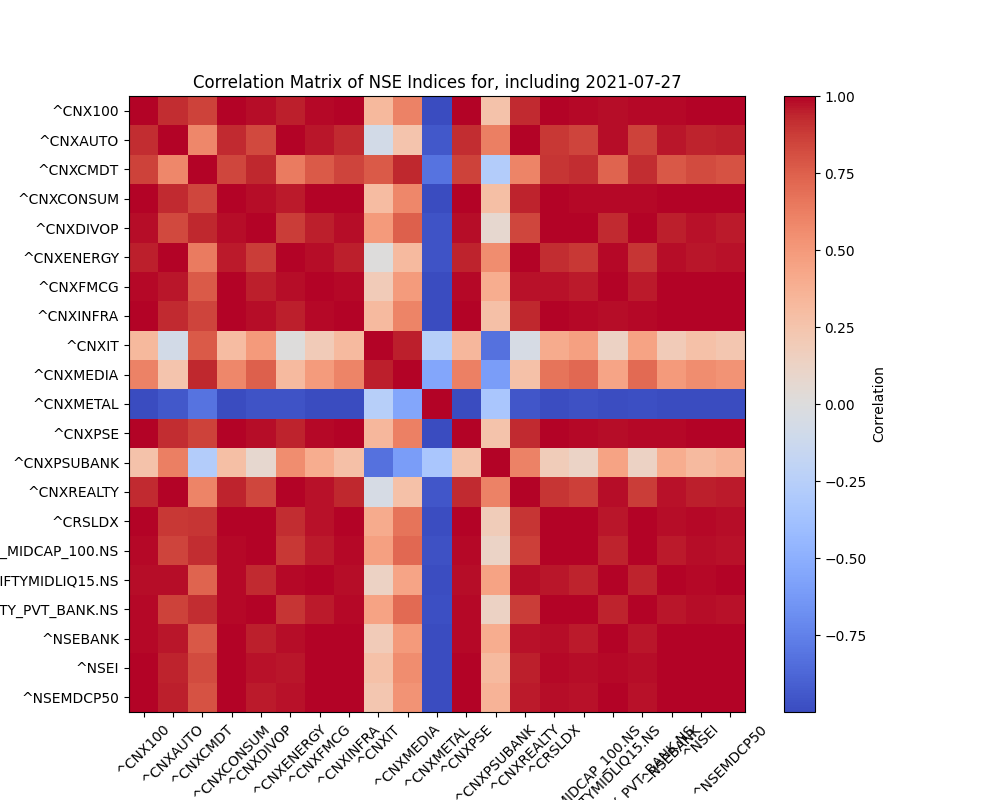 Correlation Matrix of NSE Indices for, including 2021-07-27
^CNX100
^CNXAUTO
^CNXCMDT
^CNXCONSUM
^CNXDIVOP
^CNXENERGY
^CNXFMCG
^CNXINFRA
^CNXIT
^CNXMEDIA
^CNXMETAL
^CNXPSE
^CNXPSUBANK
^CNXREALTY
^CRSLDX
_MIDCAP_100.NS
IFTYMIDLIQ15.NS
TY_PVT_BANK.NS
^NSEBANK
^NSEI
^NSEMDCP50
^CNX100
^CNXAUTO
^CNXCMDT
^CNXCONSUM
^CNXDIVOP
^CNXENERGY
^CNXFMCG
^CNXINFRA
^CNXIT
^CNXMEDIA
^CNXMETAL
^CNXPSE
^CNXPSUBANK
^CNXREALTY
^CRSLDX
MIDCAP_100.NS
TYMIDLIQ15.NS
PVT_BANK.NS
^NSEBANK
^NSEI
^NSEMDCP50
1.00
0.75
0.50
0.25
0.00
−0.25
−0.50
−0.75
Correlation